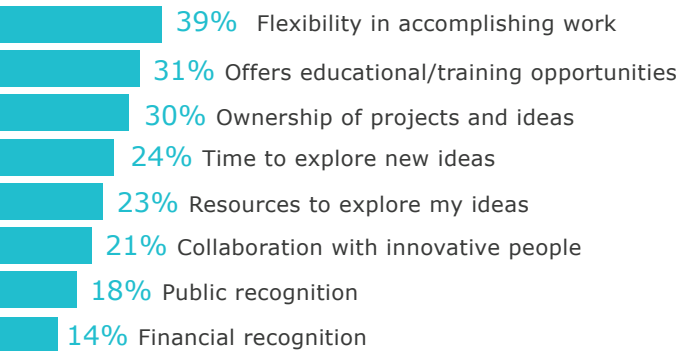 39% Flexibility in accomplishing work
31% Offers educational/training opportunities
30% Ownership of projects and ideas
24% Time to explore new ideas
23% Resources to explore my ideas
21% Collaboration with innovative people
18% Public recognition
14% Financial recognition